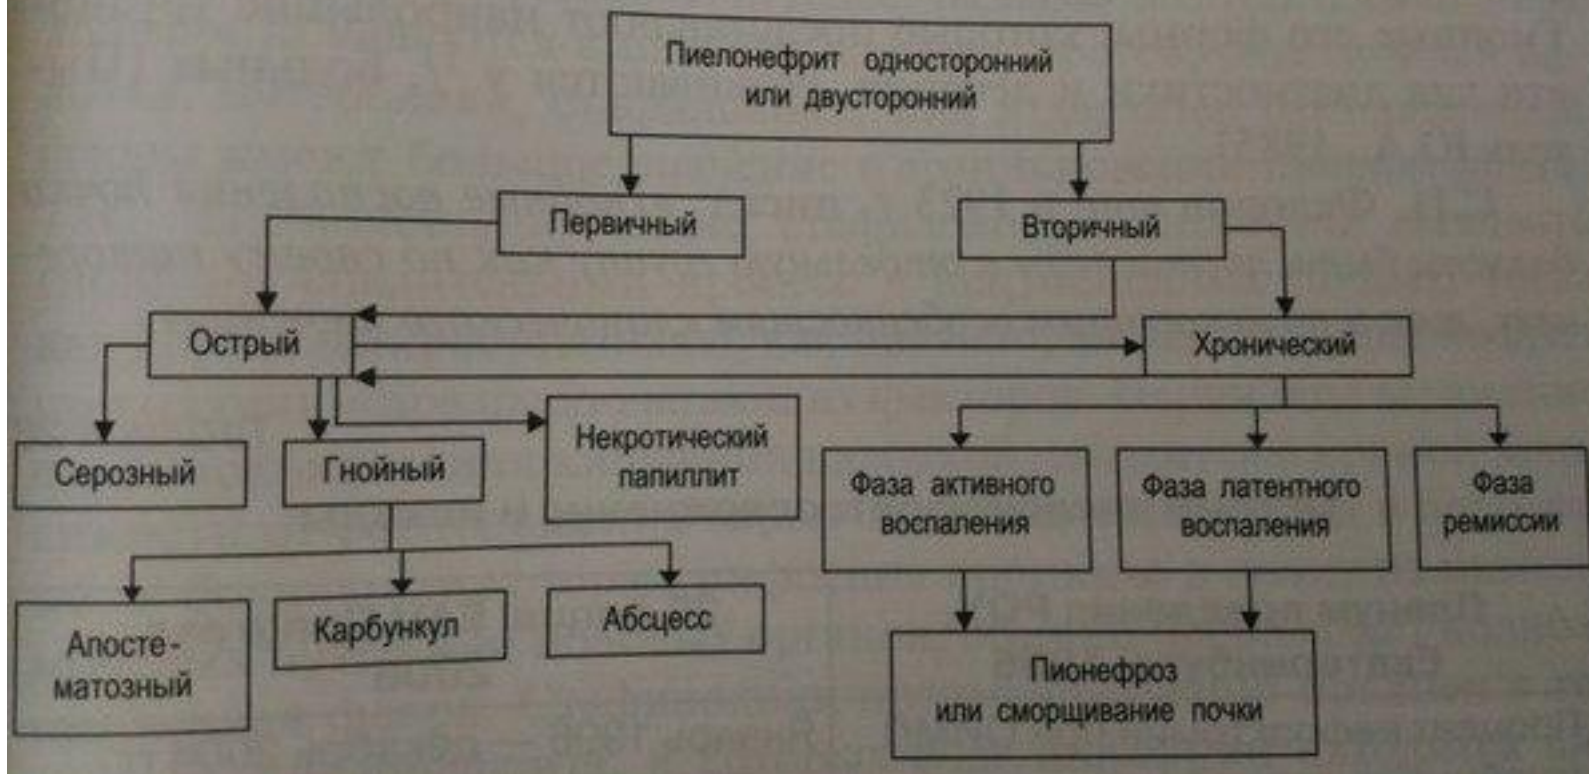 Пиелонефрит односторонний
или двусторонний
Первичный
Вторичный
Острый
Хронический
Серозный
Гнойный
Некротический
папиллит
Фаза активного
воспаления
Фаза латентного
воспаления
Фаза
ремиссии
Апосте-
матозный
Карбункул
Абсцесс
Пионефроз
или сморщивание почки